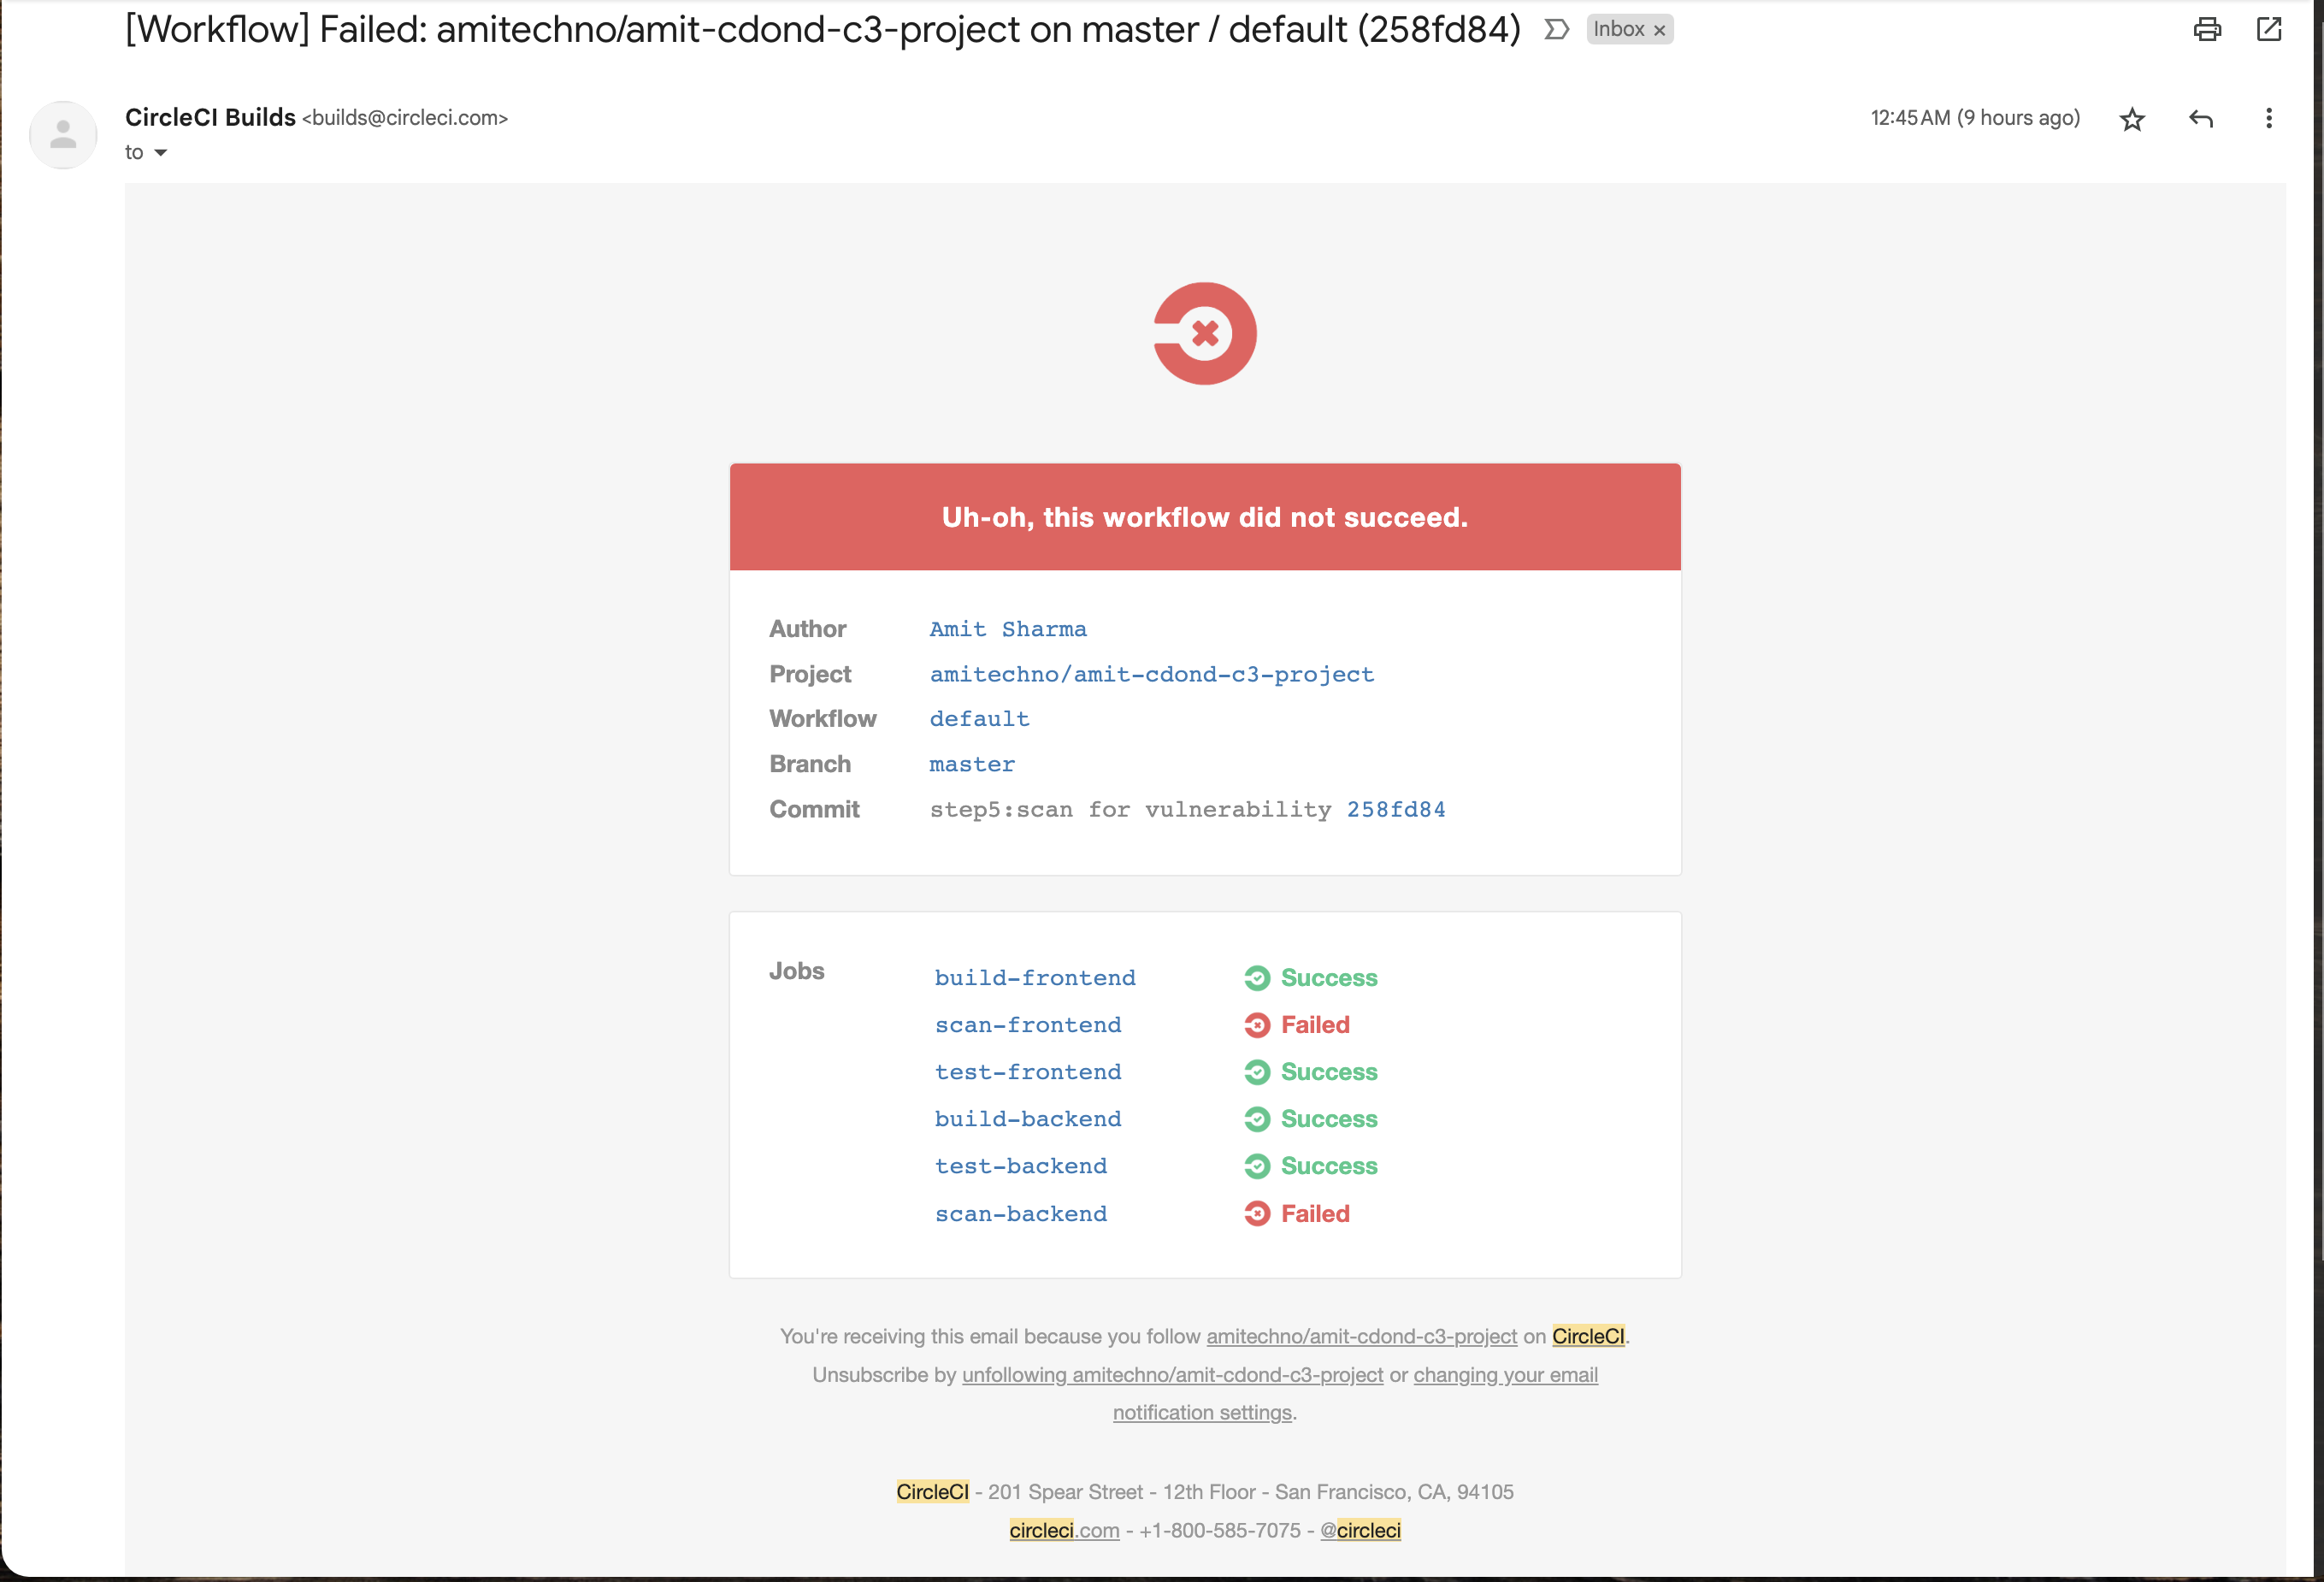 [Workflow] Failed: amitechno/amit-cdond-c3-project on master / default (258fd84)
Inbox ×
CircleCI Builds <builds@circleci.com>
12:45 AM (9 hours ago)
to
Uh-oh, this workflow did not succeed.
Author Amit Sharma
Project amitechno/amit-cdond-c3-project
Workflow default
Branch master
Commit step5:scan for vulnerability 258fd84
Jobs
build-frontend Success
scan-frontend Failed
test-frontend Success
build-backend Success
test-backend Success
scan-backend Failed
You're receiving this email because you follow amitechno/amit-cdond-c3-project on CircleCI.
Unsubscribe by unfollowing amitechno/amit-cdond-c3-project or changing your email
notification settings.
CircleCI - 201 Spear Street - 12th Floor - San Francisco, CA, 94105
circleci.com - +1-800-585-7075 - @circleci